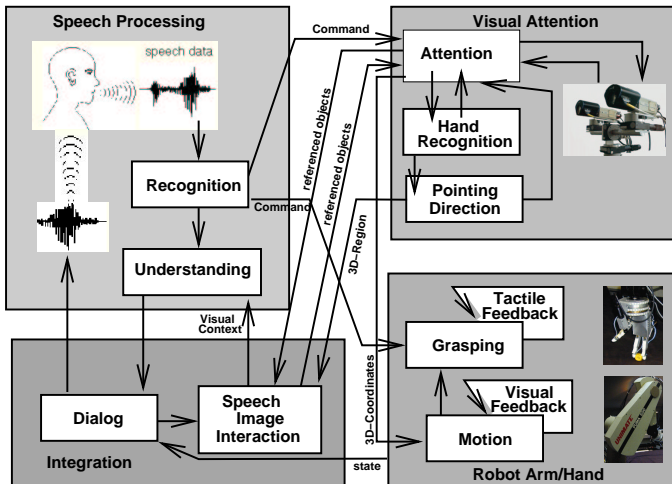 Speech Processing
speech data
Recognition
Understanding
Command
Command
referenced objects
referenced objects
Visual Attention
Attention
Hand
Recognition
Pointing
Direction
3D–Region
3D–Coordinates
Visual
Context
Dialog
Speech
Image
Interaction
Integration
state
Tactile
Feedback
Grasping
Visual
Feedback
Motion
UNIMATE
Robot Arm/Hand